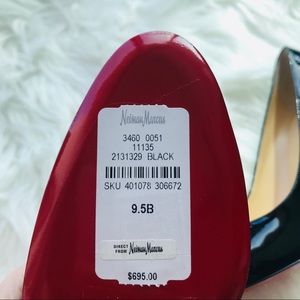 Neiman Marcus
3460 0051
11135
2131329 BLACK
SKU 401078 306672
9.5B
DIRECT FROM Neiman Marcus
$695.00